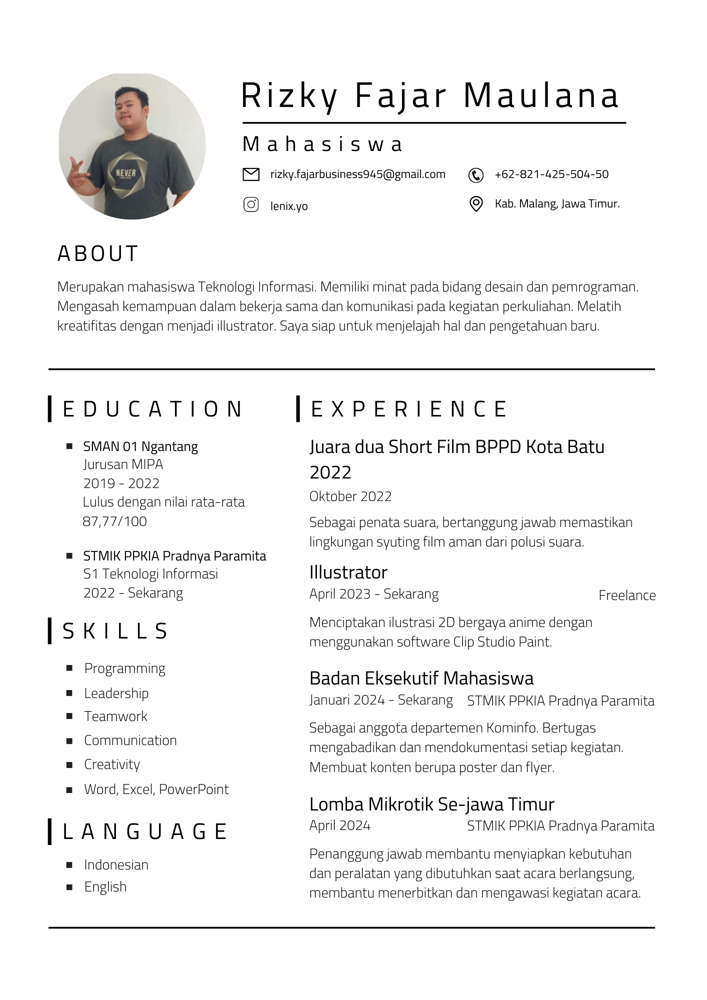 Rizky Fajar Maulana
Mahasiswa
rizky.fajarbusiness945@gmail.com
+62-821-425-504-50
lenix.yo
Kab. Malang, Jawa Timur.
NEVER
ABOUT
Merupakan mahasiswa Teknologi Informasi. Memiliki minat pada bidang desain dan pemrograman.
Mengasah kemampuan dalam bekerja sama dan komunikasi pada kegiatan perkuliahan. Melatih
kreatifitas dengan menjadi illustrator. Saya siap untuk menjelajah hal dan pengetahuan baru.
EDUCATION
SMAN 01 Ngantang
Jurusan MIPA
2019 - 2022
Lulus dengan nilai rata-rata
87,77/100
STMIK PPKIA Pradnya Paramita
S1 Teknologi Informasi
2022 - Sekarang
SKILLS
Programming
Leadership
Teamwork
Communication
Creativity
Word, Excel, PowerPoint
LANGUAGE
Indonesian
English
EXPERIENCE
Juara dua Short Film BPPD Kota Batu
2022
Oktober 2022
Sebagai penata suara, bertanggung jawab memastikan
lingkungan syuting film aman dari polusi suara.
Illustrator
April 2023 - Sekarang
Freelance
Menciptakan ilustrasi 2D bergaya anime dengan
menggunakan software Clip Studio Paint.
Badan Eksekutif Mahasiswa
Januari 2024 - Sekarang
STMIK PPKIA Pradnya Paramita
Sebagai anggota departemen Kominfo. Bertugas
mengabadikan dan mendokumentasi setiap kegiatan.
Membuat konten berupa poster dan flyer.
Lomba Mikrotik Se-jawa Timur
April 2024
STMIK PPKIA Pradnya Paramita
Penanggung jawab membantu menyiapkan kebutuhan
dan peralatan yang dibutuhkan saat acara berlangsung,
membantu menerbitkan dan mengawasi kegiatan acara.